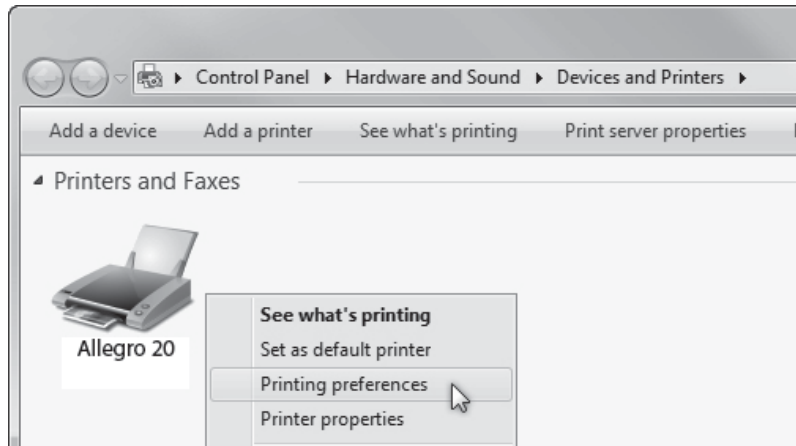 Control Panel Hardware and Sound Devices and Printers
Add a device Add a printer See what's printing Print server properties
Printers and Faxes
Allegro 20
See what's printing
Set as default printer
Printing preferences
Printer properties